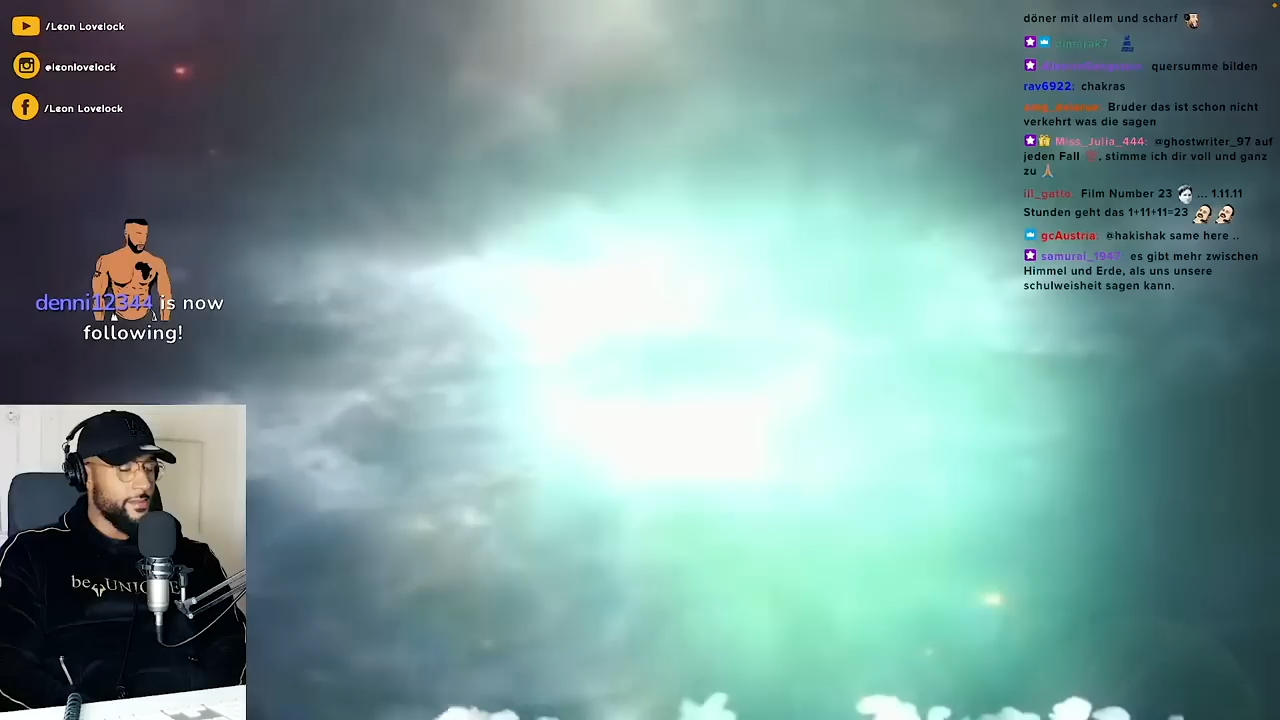 /Leon Lovelock
@leonlovelock
/Leon Lovelock
döner mit allem und scharf
dimarak7
quersumme bilden
rav6922: chakras
Bruder das ist schon nicht
verkehrt was die sagen
Miss_Julia_444: @ghostwriter_97 auf
jeden Fall, stimme ich dir voll und ganz
zu
ill_gatto: Film Number 23 ... 1.11.11
Stunden geht das 1+11+11=23
gcAustria: @hakishak same here ..
samurai_1947: es gibt mehr zwischen
Himmel und Erde, als uns unsere
schulweisheit sagen kann.
denni12344 is now
following!
be UNIQUE